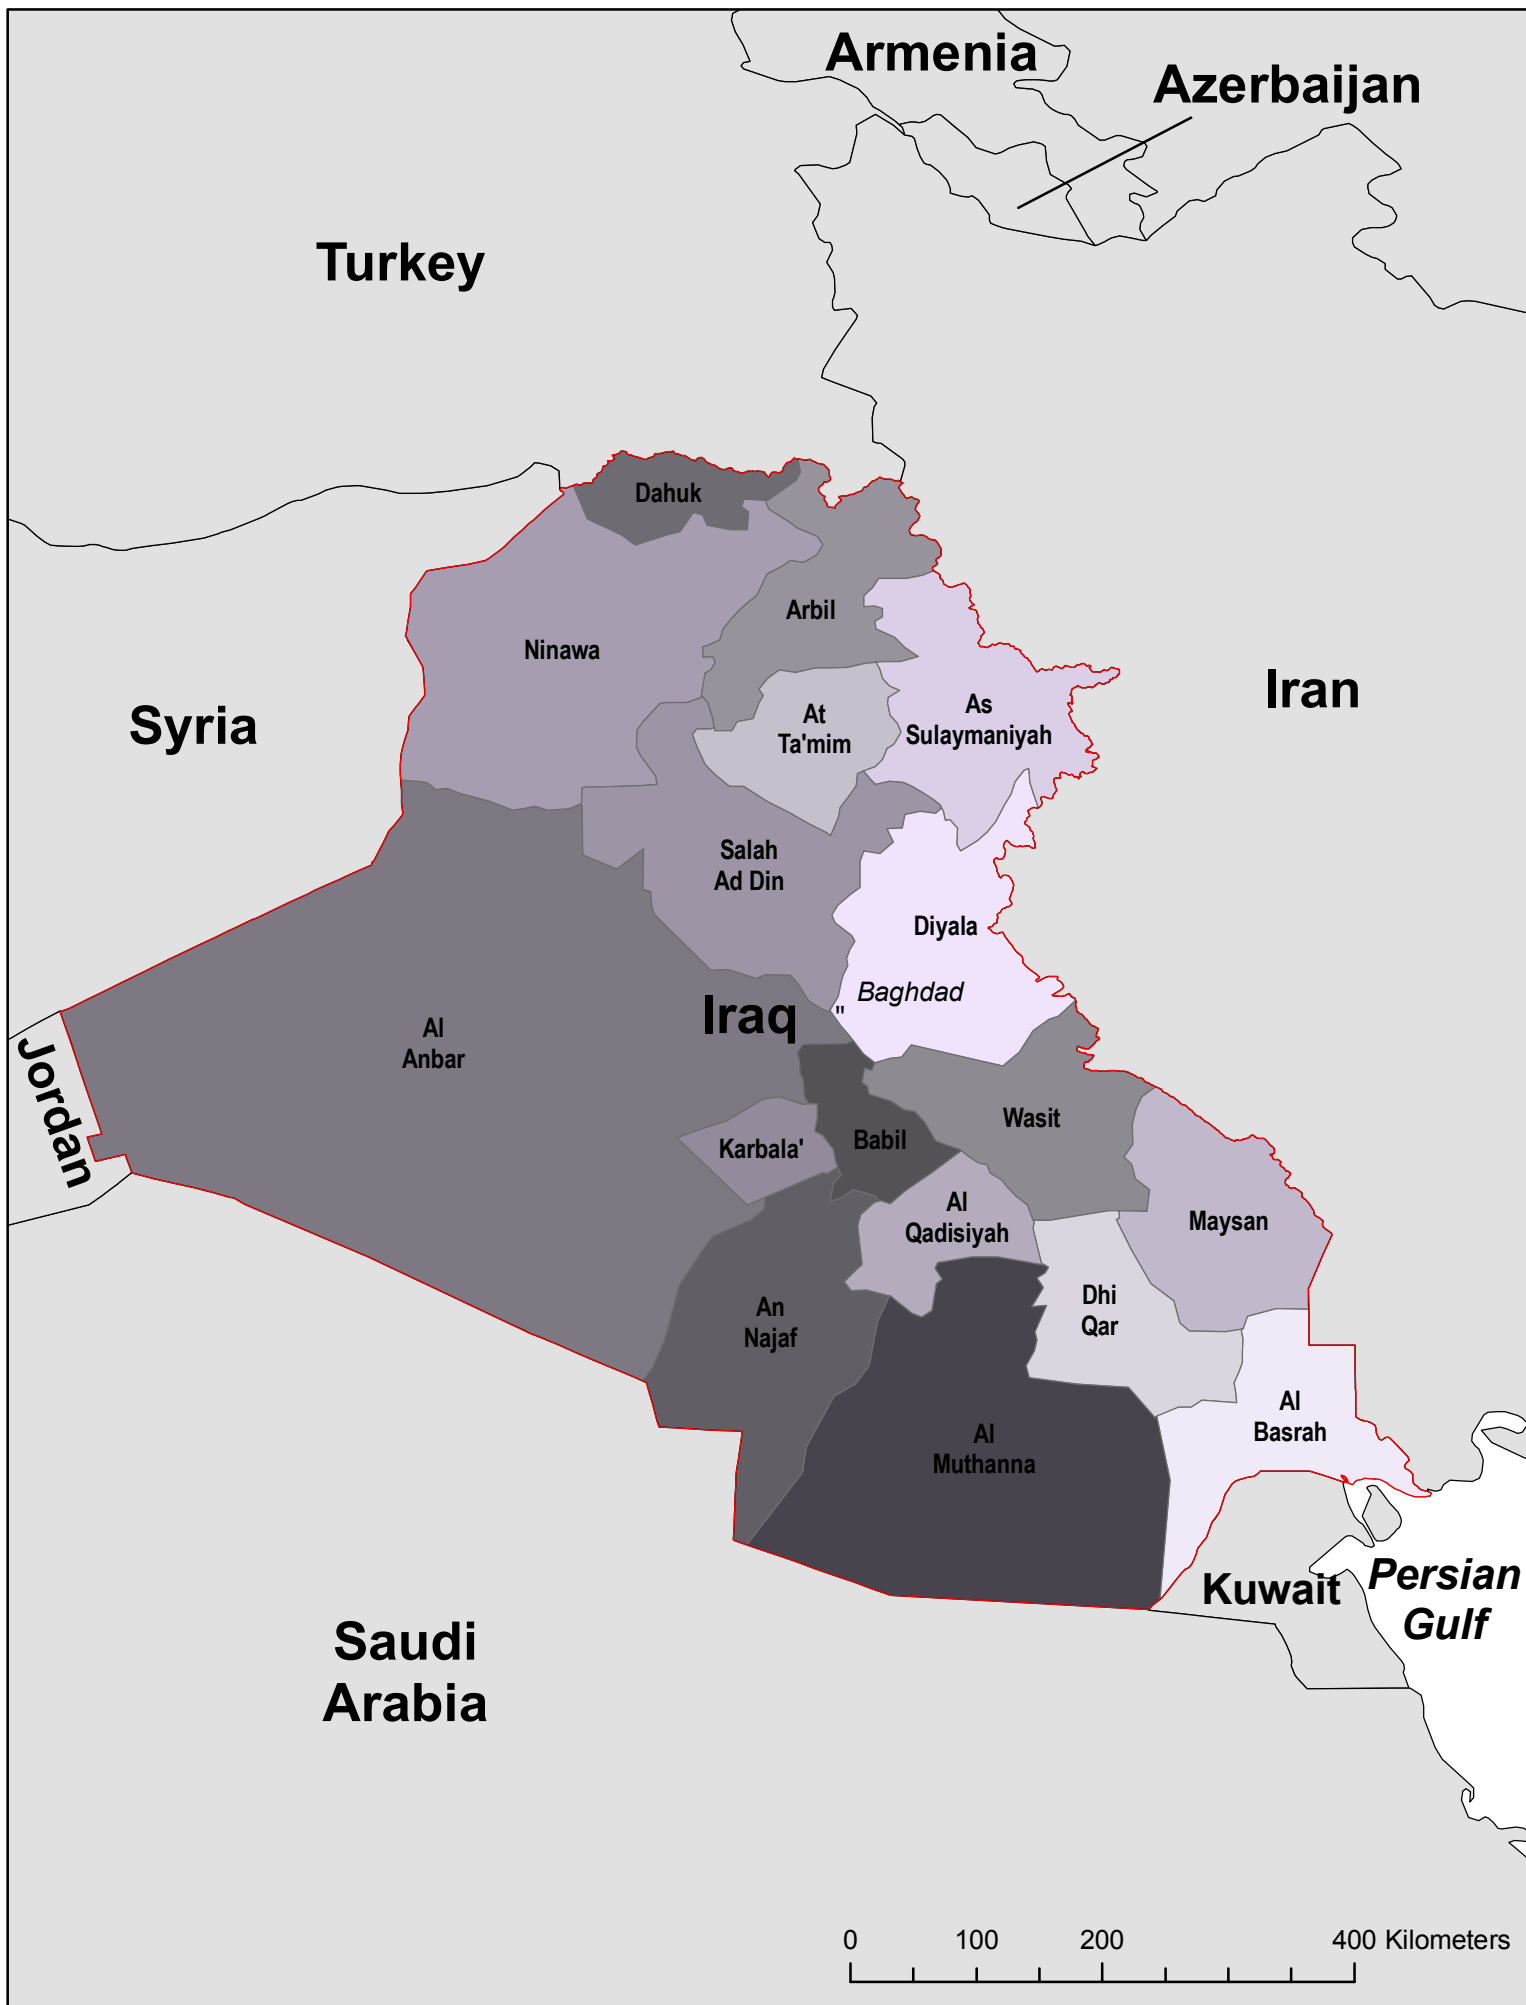 Armenia
Azerbaijan
Turkey
Dahuk
Arbil
Ninawa
Iran
Syria
At
Ta'mim
As
Sulaymaniyah
Salah
Ad Din
Diyala
Baghdad
"
Iraq
Al
Anbar
Jordan
Wasit
Babil
Karbala'
Al
Qadisiyah
Maysan
An
Najaf
Dhi
Qar
Al
Basrah
Al
Muthanna
Kuwait
Persian
Gulf
Saudi
Arabia
0 100 200 400 Kilometers